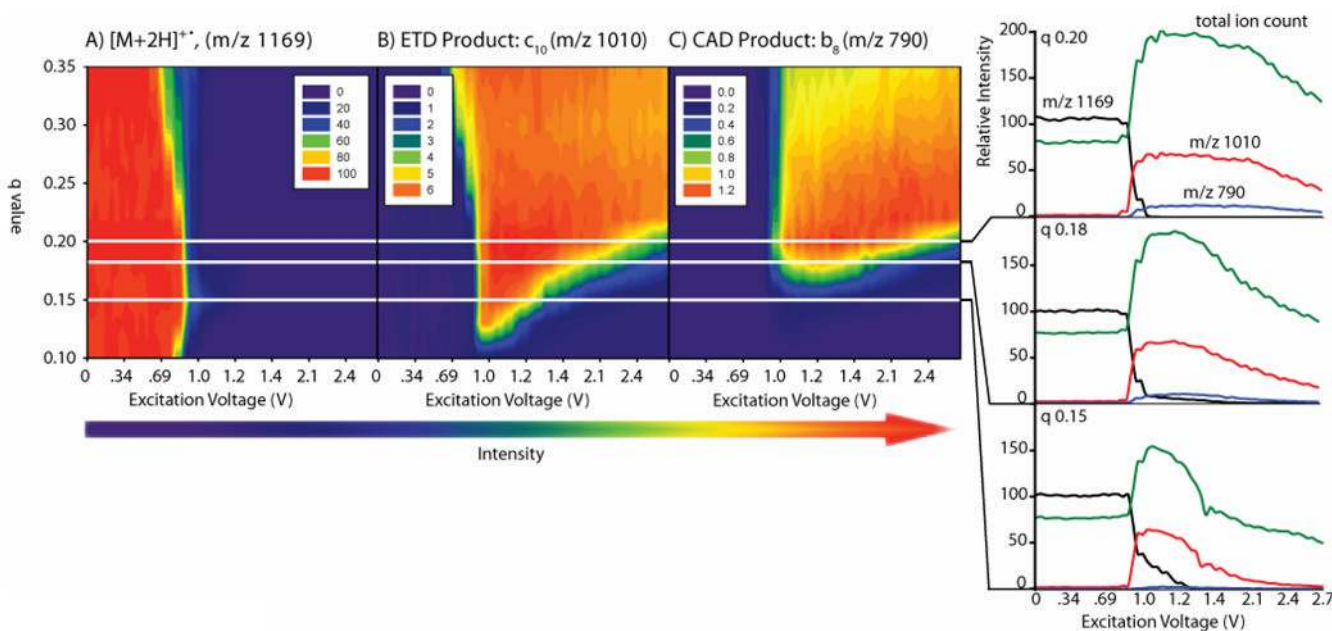 A) [M+2H]⁺•, (m/z 1169)
B) ETD Product: c₁₀ (m/z 1010)
C) CAD Product: b₈ (m/z 790)
q value
0.35
0.30
0.25
0.20
0.15
0.10
0
20
40
60
80
100
0
1
2
3
4
5
6
0.0
0.2
0.4
0.6
0.8
1.0
1.2
0 .34 .69 1.0 1.2 1.4 2.1 2.4
0 .34 .69 1.0 1.2 1.4 2.1 2.4
0 .34 .69 1.0 1.2 1.4 2.1 2.4
Excitation Voltage (V)
Excitation Voltage (V)
Excitation Voltage (V)
Intensity
Relative Intensity
total ion count
q 0.20
m/z 1169
m/z 1010
m/z 790
200
150
100
50
0
q 0.18
150
100
50
0
q 0.15
150
100
50
0
0 .34 .69 1.0 1.2 1.4 2.1 2.4 2.7
Excitation Voltage (V)